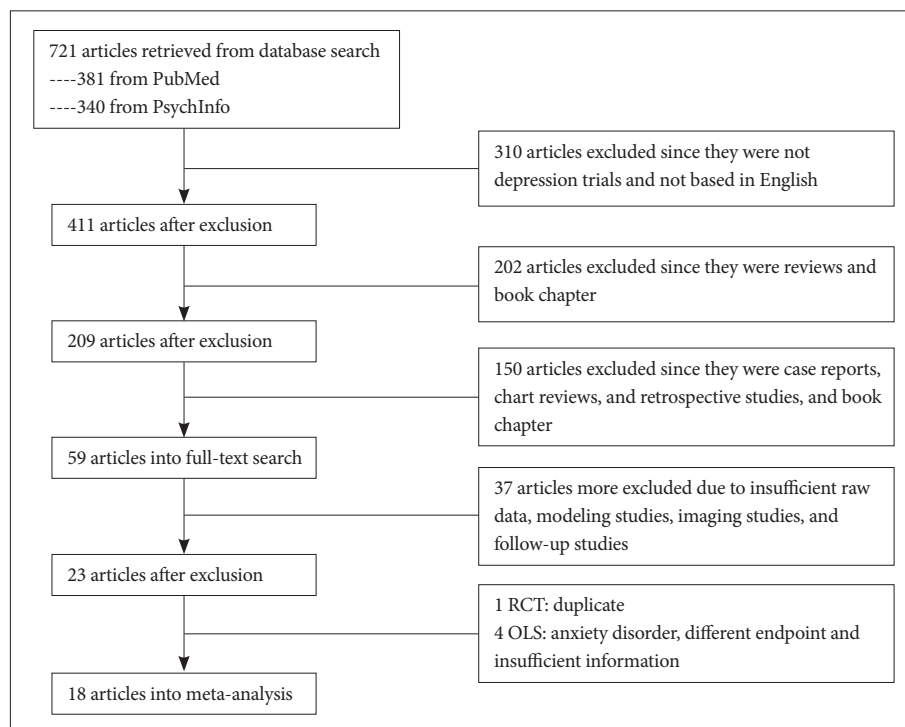 721 articles retrieved from database search
----381 from PubMed
----340 from PsychInfo
310 articles excluded since they were not
depression trials and not based in English
411 articles after exclusion
202 articles excluded since they were reviews and
book chapter
209 articles after exclusion
150 articles excluded since they were case reports,
chart reviews, and retrospective studies, and book
chapter
59 articles into full-text search
37 articles more excluded due to insufficient raw
data, modeling studies, imaging studies, and
follow-up studies
23 articles after exclusion
1 RCT: duplicate
4 OLS: anxiety disorder, different endpoint and
insufficient information
18 articles into meta-analysis